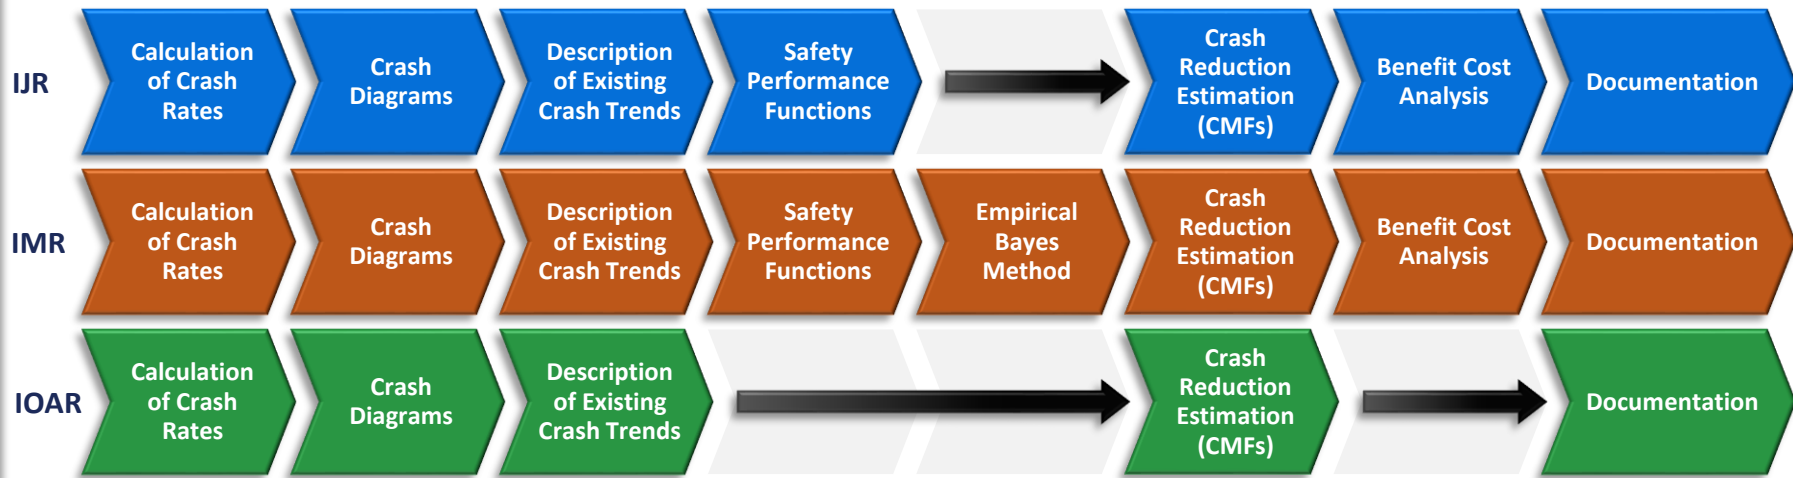 IJR
Calculation
of Crash
Rates
Crash
Diagrams
Description
of Existing
Crash Trends
Safety
Performance
Functions
Crash
Reduction
Estimation
(CMFs)
Benefit Cost
Analysis
Documentation
IMR
Calculation
of Crash
Rates
Crash
Diagrams
Description
of Existing
Crash Trends
Safety
Performance
Functions
Empirical
Bayes
Method
Crash
Reduction
Estimation
(CMFs)
Benefit Cost
Analysis
Documentation
IOAR
Calculation
of Crash
Rates
Crash
Diagrams
Description
of Existing
Crash Trends
Crash
Reduction
Estimation
(CMFs)
Documentation